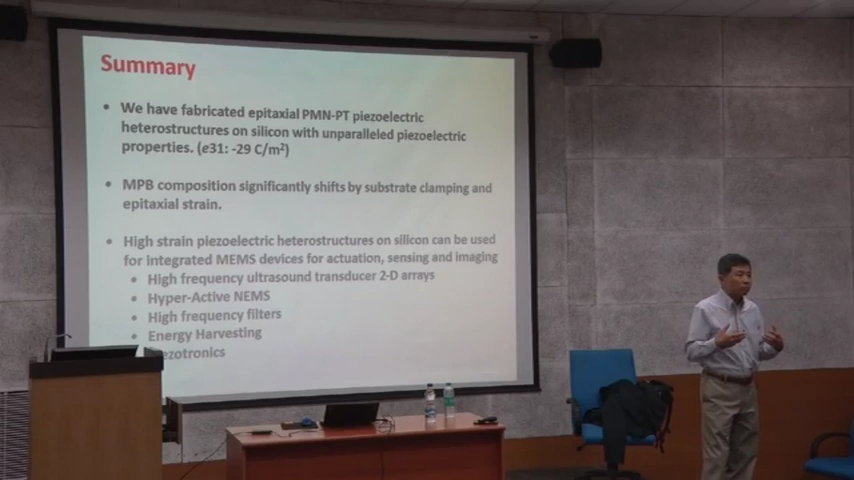 Summary
• We have fabricated epitaxial PMN-PT piezoelectric
heterostructures on silicon with unparalleled piezoelectric
properties. (e31: -29 C/m²)
• MPB composition significantly shifts by substrate clamping and
epitaxial strain.
• High strain piezoelectric heterostructures on silicon can be used
for integrated MEMS devices for actuation, sensing and imaging
• High frequency ultrasound transducer 2-D arrays
• Hyper-Active NEMS
• High frequency filters
• Energy Harvesting
ezotronics